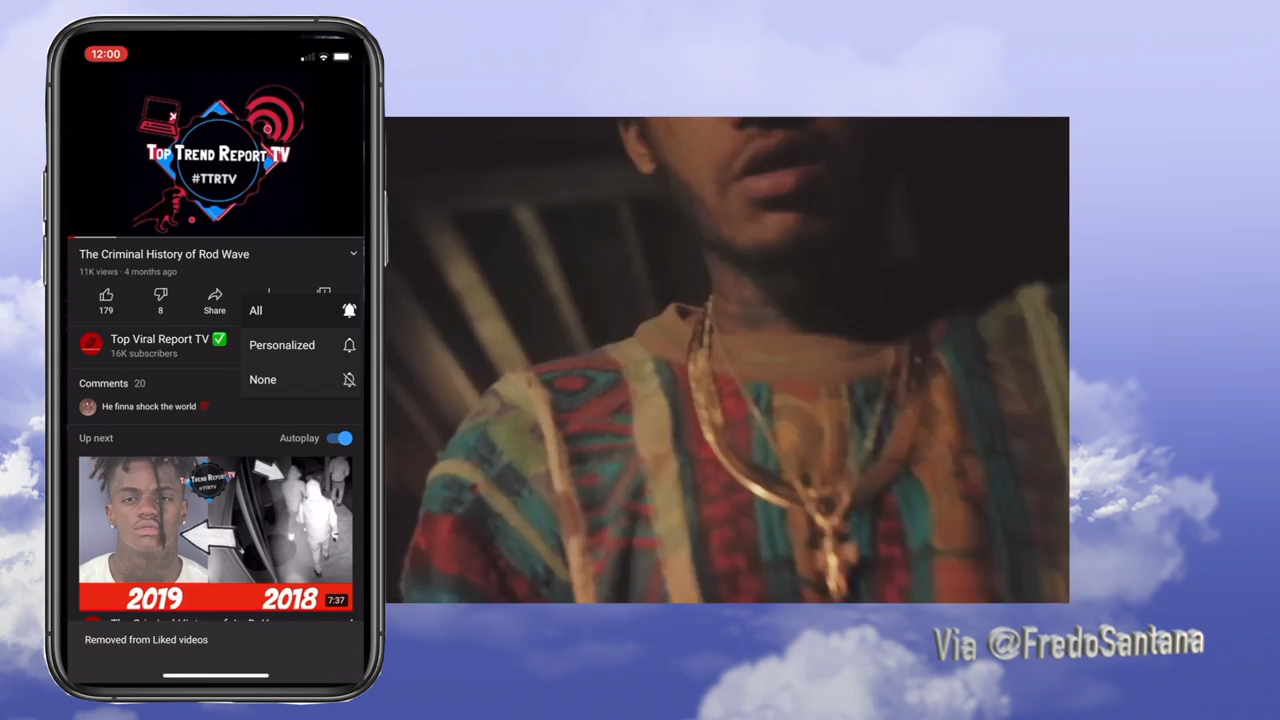 12:00
TOP TREND REPORT TV
#TTRTV
The Criminal History of Rod Wave
11K views · 4 months ago
179
8
Share
All
Top Viral Report TV ✅
16K subscribers
Personalized
None
Comments 20
He finna shock the world
Up next
Autoplay
TOP TREND REPORT TV
#TTRTV
2019
2018
7:37
Removed from Liked videos
Via @FredoSantana